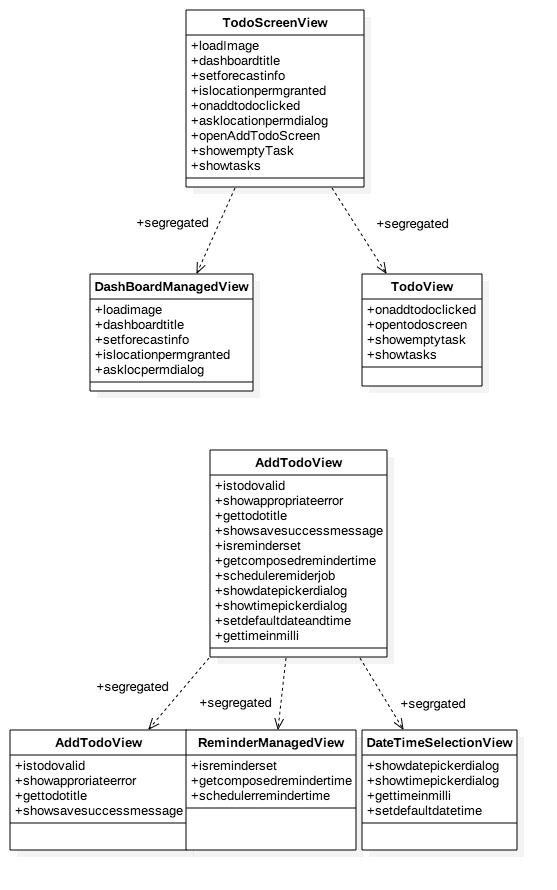 TodoScreenView
+loadImage
+dashboardtitle
+setforecastinfo
+islocationpermgranted
+onaddtodoclicked
+asklocationpermdialog
+openAddTodoScreen
+showemptyTask
+showtasks
+segregated
+segregated
DashBoardManagedView
+loadimage
+dashboardtitle
+setforecastinfo
+islocationpermgranted
+asklocpermdialog
TodoView
+onaddtodoclicked
+opentodoscreen
+showemptytask
+showtasks
AddTodoView
+istodovalid
+showappropriateerror
+gettodotitle
+showsavesuccessmessage
+isreminderset
+getcomposedremindertime
+scheduleremiderjob
+showdatepickerdialog
+showtimepickerdialog
+setdefaultdateandtime
+gettimeinmilli
+segregated
+segregated
+segrgated
AddTodoView
+istodovalid
+showapproriateerror
+gettodotitle
+showsavesuccessmessage
ReminderManagedView
+isreminderset
+getcomposedremindertime
+schedulerremindertime
DateTimeSelectionView
+showdatepickerdialog
+showtimepickerdialog
+gettimeinmilli
+setdefaultdatetime